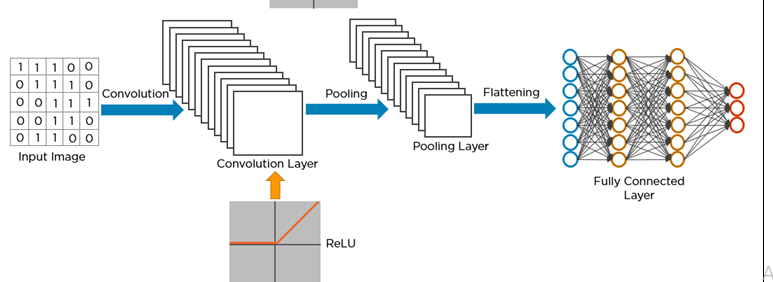 1 1 1 0 0
0 1 1 1 0
0 0 1 1 1
0 0 1 1 0
0 1 1 0 0
Input Image
Convolution
Convolution Layer
ReLU
Pooling
Pooling Layer
Flattening
Fully Connected
Layer
A